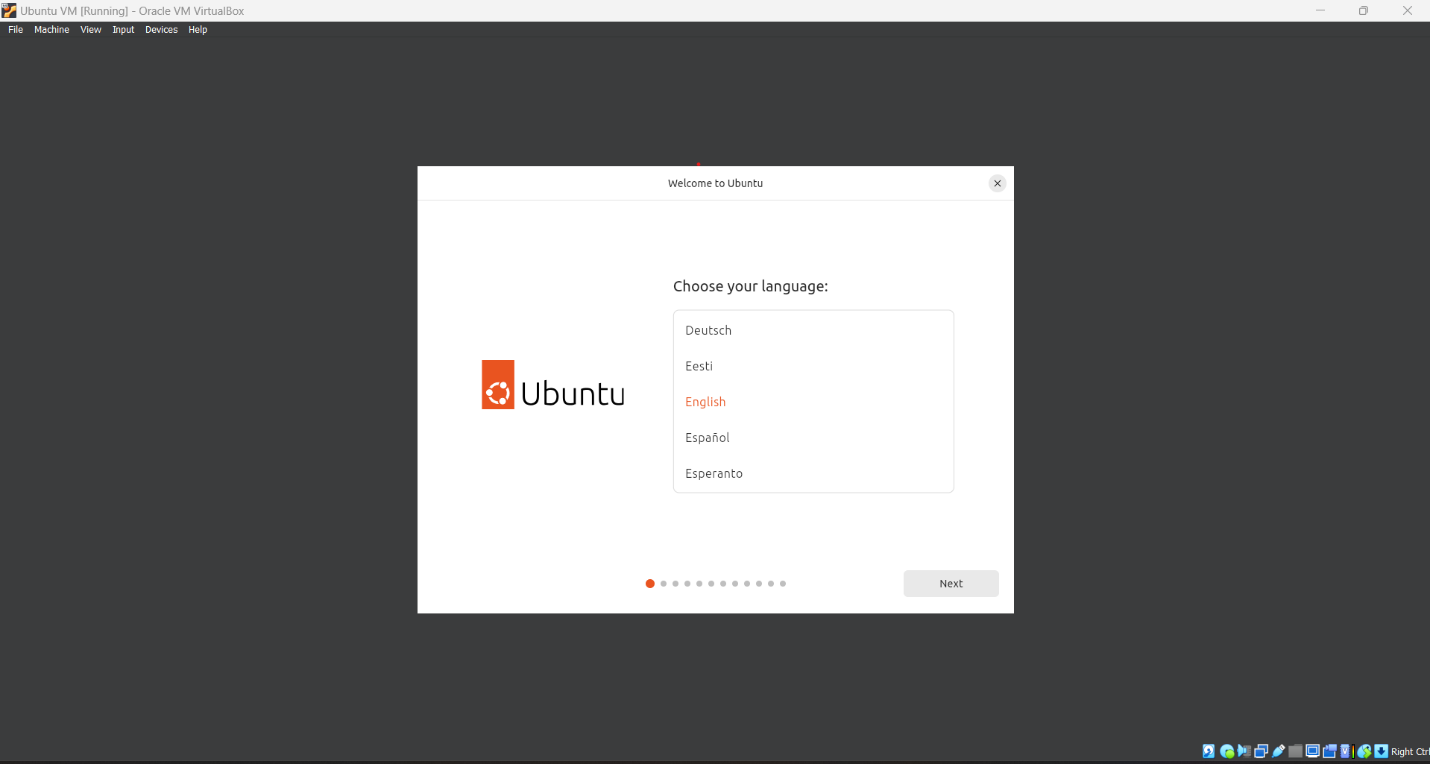 Ubuntu VM [Running] - Oracle VM VirtualBox
File Machine View Input Devices Help
Welcome to Ubuntu
Choose your language:
Deutsch
Eesti
English
Español
Esperanto
Ubuntu
Next
Right Ctrl